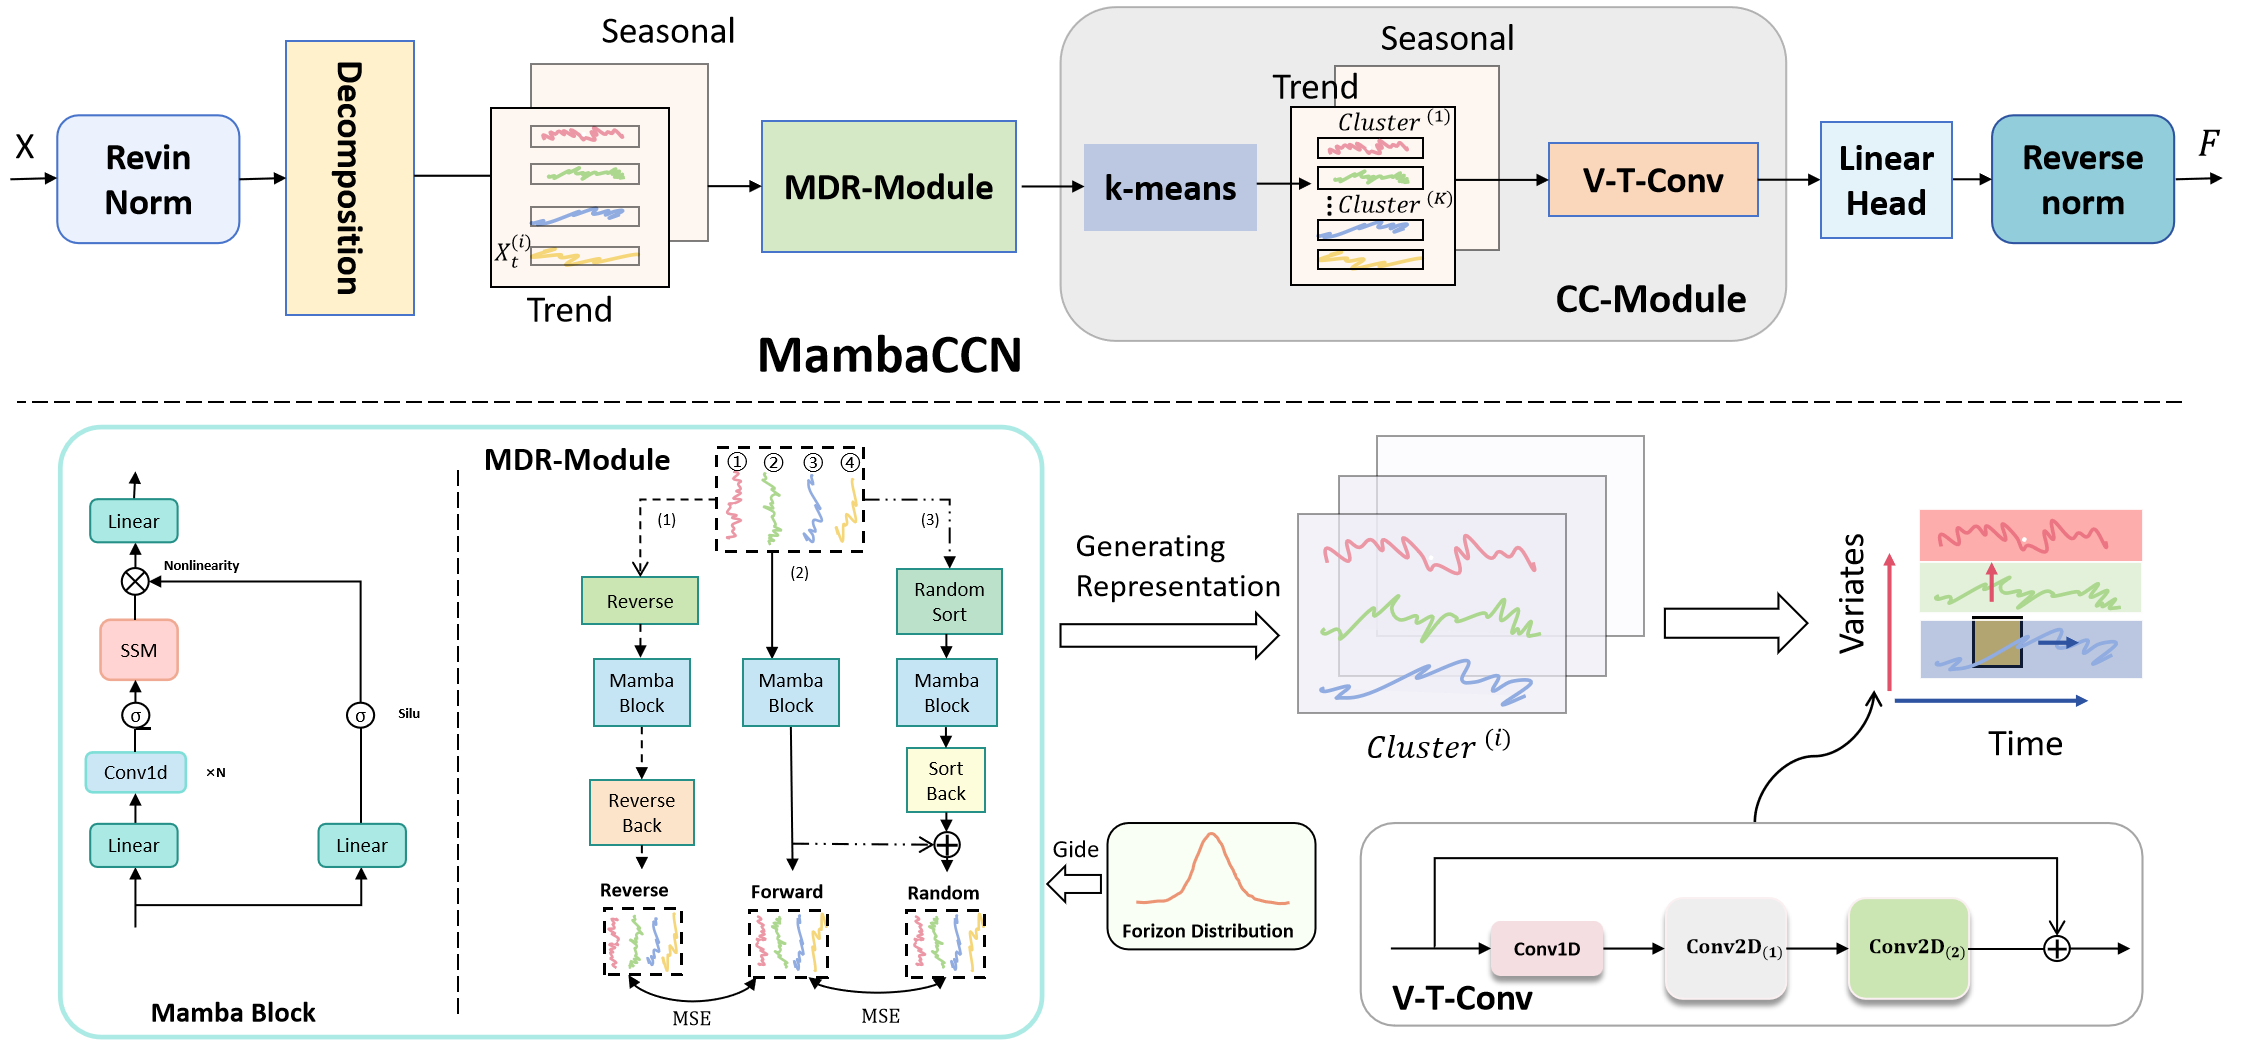 X
Revin
Norm
Decomposition
Seasonal
X_t^{(i)}
Trend
MDR-Module
k-means
Seasonal
Trend
Cluster (1)
⋮ Cluster (K)
V-T-Conv
CC-Module
Linear
Head
Reverse
norm
F
MambaCCN
Linear
Nonlinearity
SSM
σ
σ
Silu
Conv1d
×N
Linear
Linear
Mamba Block
MDR-Module
① ② ③ ④
(1)
(2)
(3)
Reverse
Random
Sort
Mamba
Block
Mamba
Block
Mamba
Block
Reverse
Back
Sort
Back
Reverse
Forward
Random
MSE
MSE
Generating
Representation
Cluster (i)
Variates
Time
Gide
Forizon Distribution
Conv1D
Conv2D(1)
Conv2D(2)
V-T-Conv